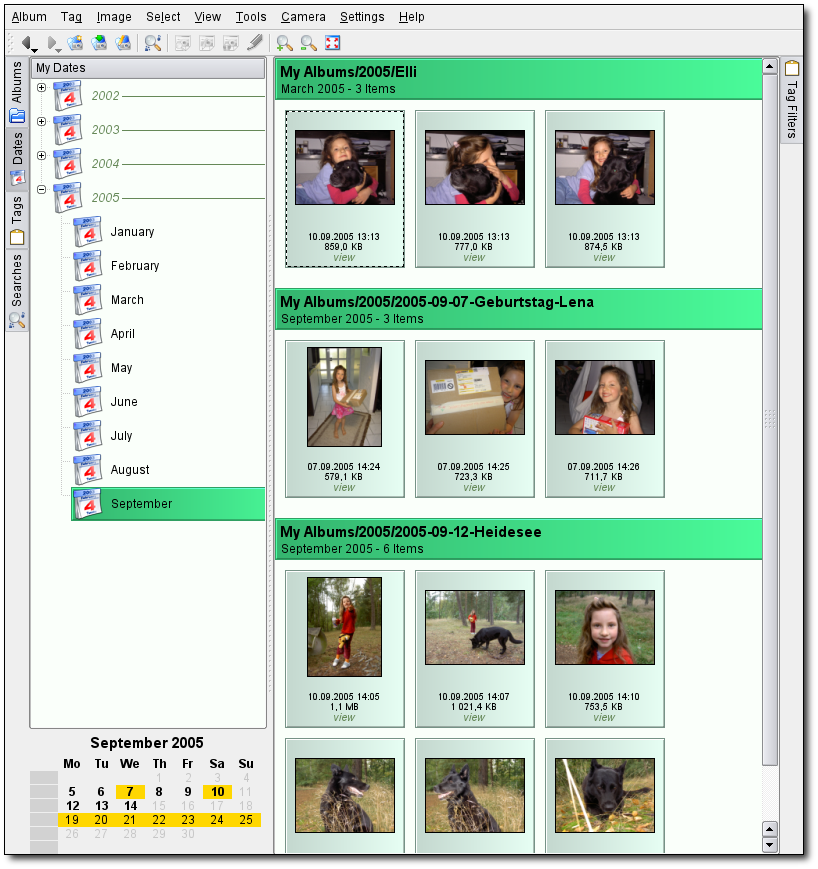 Album Tag Image Select View Tools Camera Settings Help
Albums
Dates
Tags
Searches
My Dates
2002
2003
2004
2005
January
February
March
April
May
June
July
August
September
September 2005
Mo Tu We Th Fr Sa Su
1 2 3 4
5 6 7 8 9 10 11
12 13 14 15 16 17 18
19 20 21 22 23 24 25
26 27 28 29 30
My Albums/2005/Elli
March 2005 - 3 Items
10.09.2005 13:13 10.09.2005 13:13 10.09.2005 13:13
859,0 KB 777,0 KB 874,5 KB
view view view
My Albums/2005/2005-09-07-Geburtstag-Lena
September 2005 - 3 Items
07.09.2005 14:24 07.09.2005 14:25 07.09.2005 14:26
579,1 KB 723,3 KB 711,7 KB
view view view
My Albums/2005/2005-09-12-Heidesee
September 2005 - 6 Items
10.09.2005 14:05 10.09.2005 14:07 10.09.2005 14:10
1,1 MB 1 021,4 KB 753,5 KB
view view view
Tag Filters